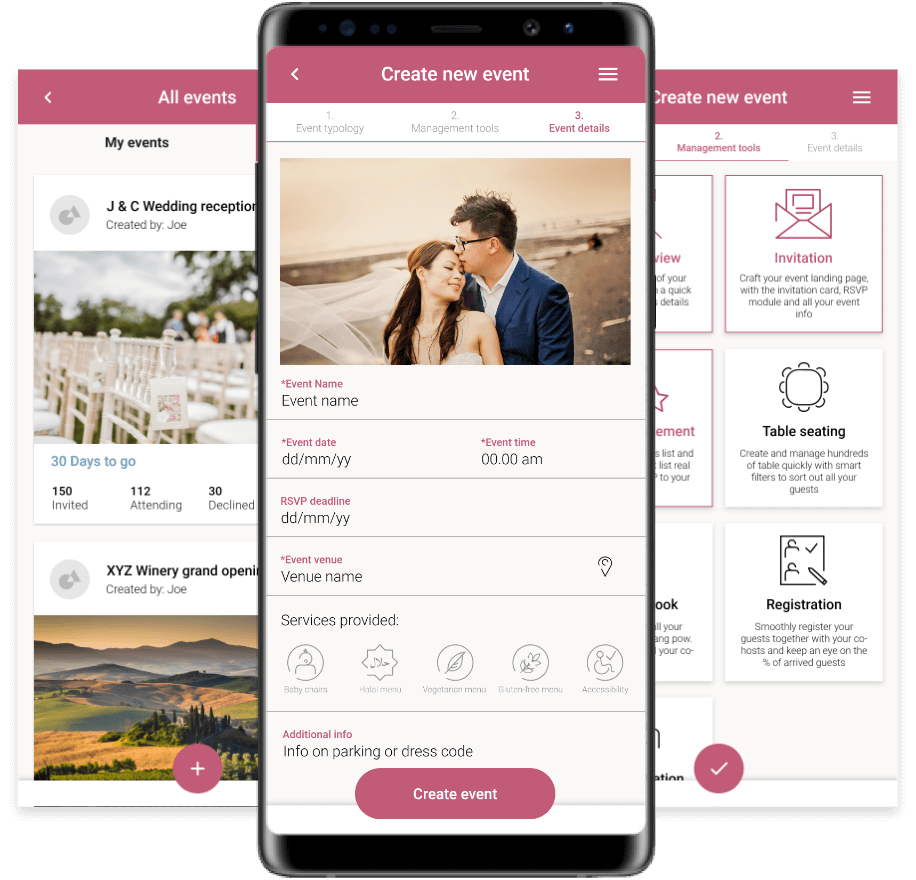 All events
My events
J & C Wedding reception
Created by: Joe
30 Days to go
150
Invited
112
Attending
30
Declined
XYZ Winery grand openi
Created by: Joe
+
Create new event
1.
Event typology
2.
Management tools
3.
Event details
*Event Name
Event name
*Event date
dd/mm/yy
*Event time
00.00 am
RSVP deadline
dd/mm/yy
*Event venue
Venue name
Services provided:
Baby chairs
حلال
Halal menu
Vegetarian menu
Gluten-free menu
Accessibility
Additional info
Info on parking or dress code
Create event
Create new event
2.
Management tools
3.
Event details
view
of your
a quick
details
Invitation
Craft your event landing page,
with the invitation card, RSVP
module and all your event
info
ement
s list and
list real
P to your
Table seating
Create and manage hundreds
of table quickly with smart
filters to sort out all your
guests
ook
all your
ang pow.
l your co-
Registration
Smoothly register your
guests together with your co-
hosts and keep an eye on the
% of arrived guests
ation